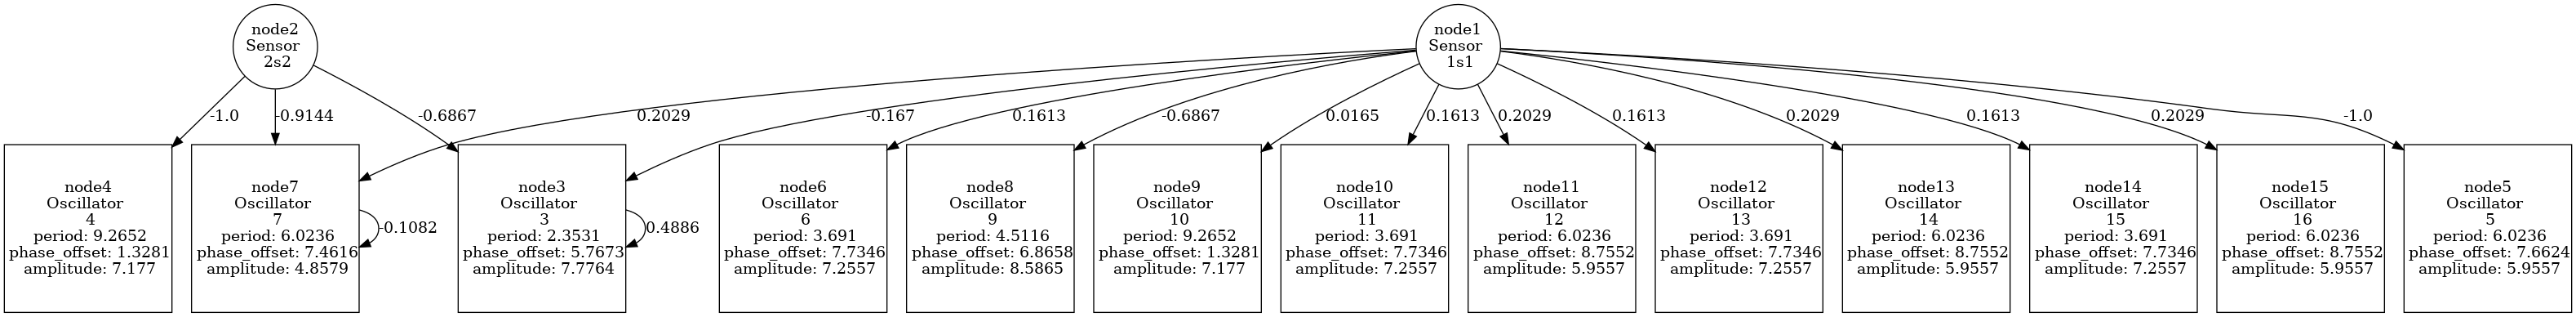 node2
Sensor
2s2
node1
Sensor
1s1
-1.0
-0.9144
-0.6867
0.2029
-0.167
0.1613
-0.6867
0.0165
0.1613
0.2029
0.1613
0.2029
0.1613
0.2029
-1.0
node4
Oscillator
4
period: 9.2652
phase_offset: 1.3281
amplitude: 7.177
node7
Oscillator
7
period: 6.0236
phase_offset: 7.4616
amplitude: 4.8579
-0.1082
node3
Oscillator
3
period: 2.3531
phase_offset: 5.7673
amplitude: 7.7764
0.4886
node6
Oscillator
6
period: 3.691
phase_offset: 7.7346
amplitude: 7.2557
node8
Oscillator
9
period: 4.5116
phase_offset: 6.8658
amplitude: 8.5865
node9
Oscillator
10
period: 9.2652
phase_offset: 1.3281
amplitude: 7.177
node10
Oscillator
11
period: 3.691
phase_offset: 7.7346
amplitude: 7.2557
node11
Oscillator
12
period: 6.0236
phase_offset: 8.7552
amplitude: 5.9557
node12
Oscillator
13
period: 3.691
phase_offset: 7.7346
amplitude: 7.2557
node13
Oscillator
14
period: 6.0236
phase_offset: 8.7552
amplitude: 5.9557
node14
Oscillator
15
period: 3.691
phase_offset: 7.7346
amplitude: 7.2557
node15
Oscillator
16
period: 6.0236
phase_offset: 8.7552
amplitude: 5.9557
node5
Oscillator
5
period: 6.0236
phase_offset: 7.6624
amplitude: 5.9557